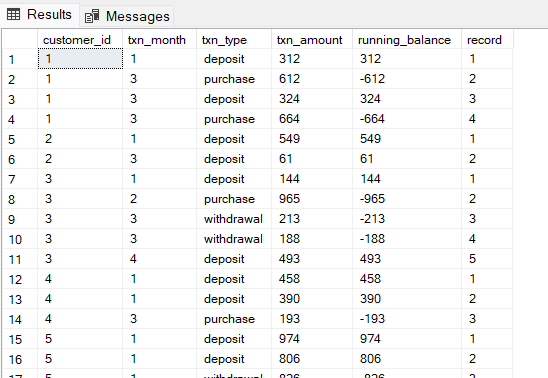 Results Messages
customer_id txn_month txn_type txn_amount running_balance record
1 1 1 deposit 312 312 1
2 1 3 purchase 612 -612 2
3 1 3 deposit 324 324 3
4 1 3 purchase 664 -664 4
5 2 1 deposit 549 549 1
6 2 3 deposit 61 61 2
7 3 1 deposit 144 144 1
8 3 2 purchase 965 -965 2
9 3 3 withdrawal 213 -213 3
10 3 3 withdrawal 188 -188 4
11 3 4 deposit 493 493 5
12 4 1 deposit 458 458 1
13 4 1 deposit 390 390 2
14 4 3 purchase 193 -193 3
15 5 1 deposit 974 974 1
16 5 1 deposit 806 806 2
17 5 1 withdrawal 826 -826 3